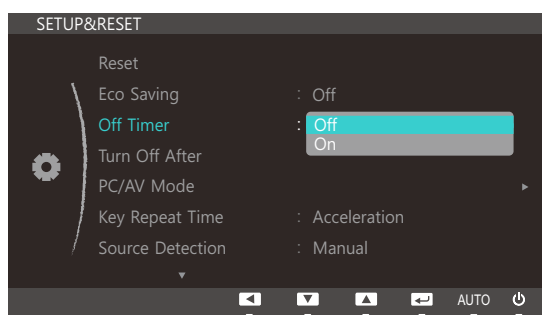 SETUP&RESET
Reset
Eco Saving : Off
Off Timer : Off
On
Turn Off After
PC/AV Mode
Key Repeat Time : Acceleration
Source Detection : Manual
AUTO